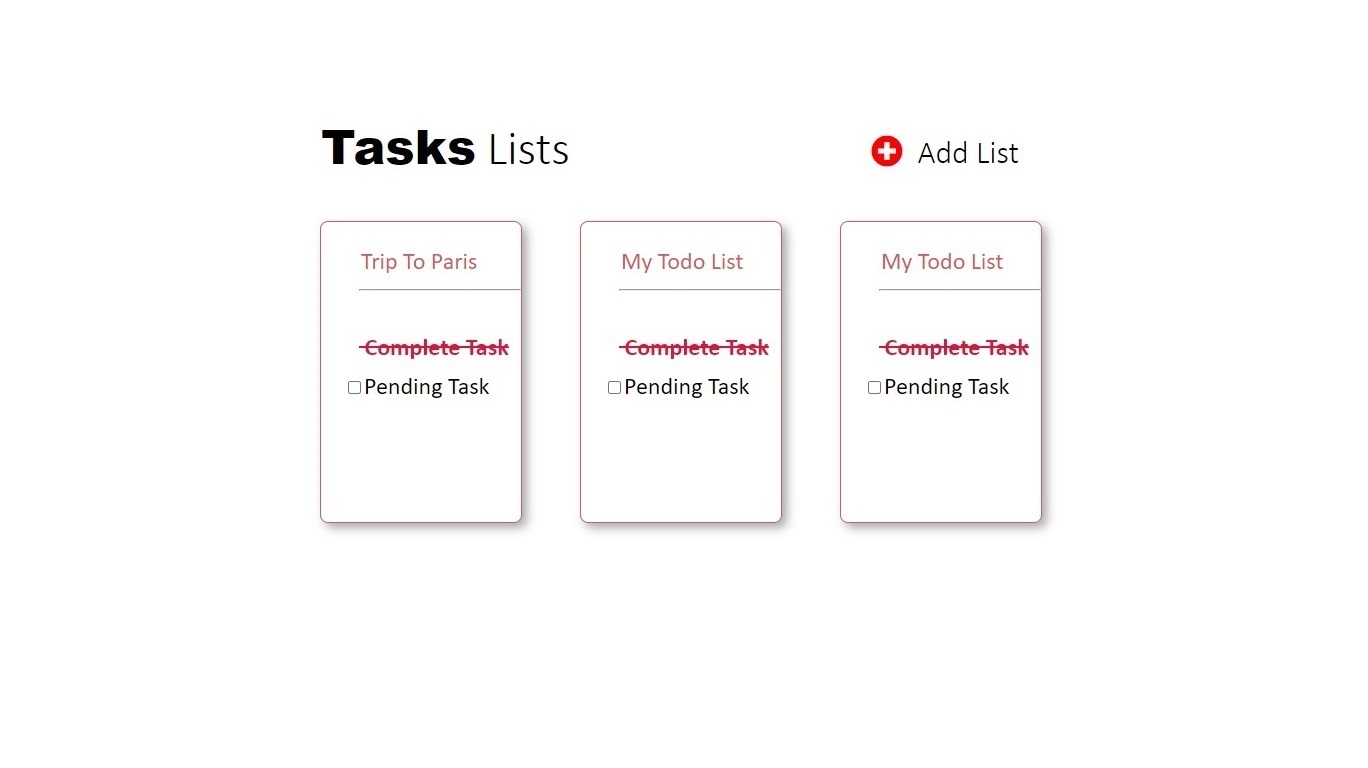 Tasks Lists
Add List
Trip To Paris
Complete Task
Pending Task
My Todo List
Complete Task
Pending Task
My Todo List
Complete Task
Pending Task